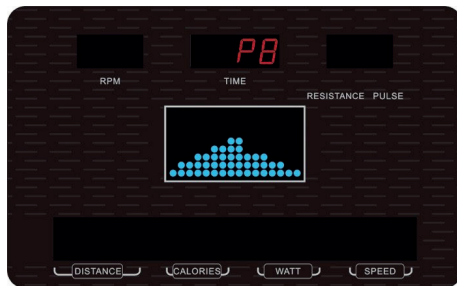 P8
RPM TIME
RESISTANCE PULSE
DISTANCE CALORIES WATT SPEED